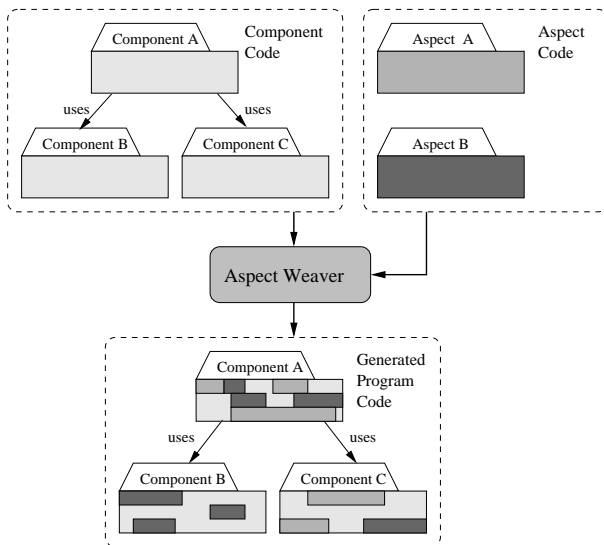 Component A
Component
Code
uses
uses
Component B
Component C
Aspect A
Aspect
Code
Aspect B
Aspect Weaver
Component A
Generated
Program
Code
uses
uses
Component B
Component C